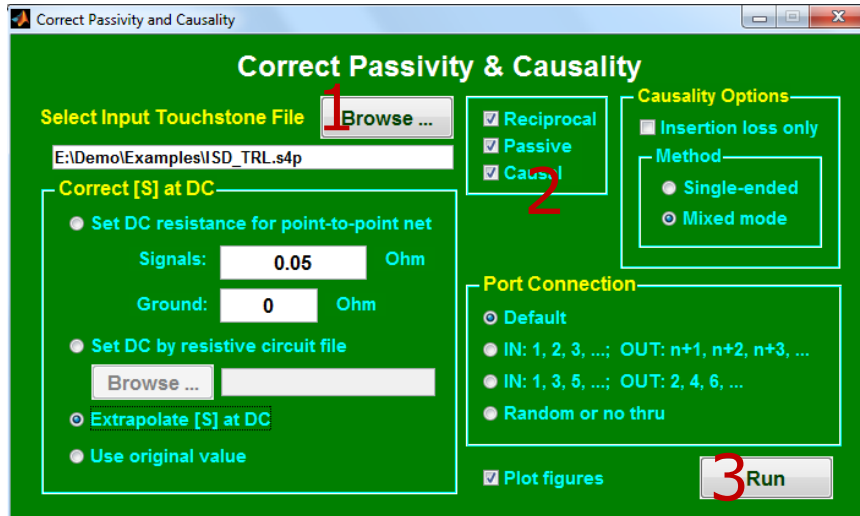 Correct Passivity and Causality
Correct Passivity & Causality
Select Input Touchstone File
1
Browse ...
E:\Demo\Examples\ISD_TRL.s4p
Correct [S] at DC
Set DC resistance for point-to-point net
Signals: 0.05 Ohm
Ground: 0 Ohm
Set DC by resistive circuit file
Browse ...
Extrapolate [S] at DC
Use original value
Reciprocal
Passive
Causal
2
Causality Options
Insertion loss only
Method
Single-ended
Mixed mode
Port Connection
Default
IN: 1, 2, 3, ...; OUT: n+1, n+2, n+3, ...
IN: 1, 3, 5, ...; OUT: 2, 4, 6, ...
Random or no thru
Plot figures
3
Run